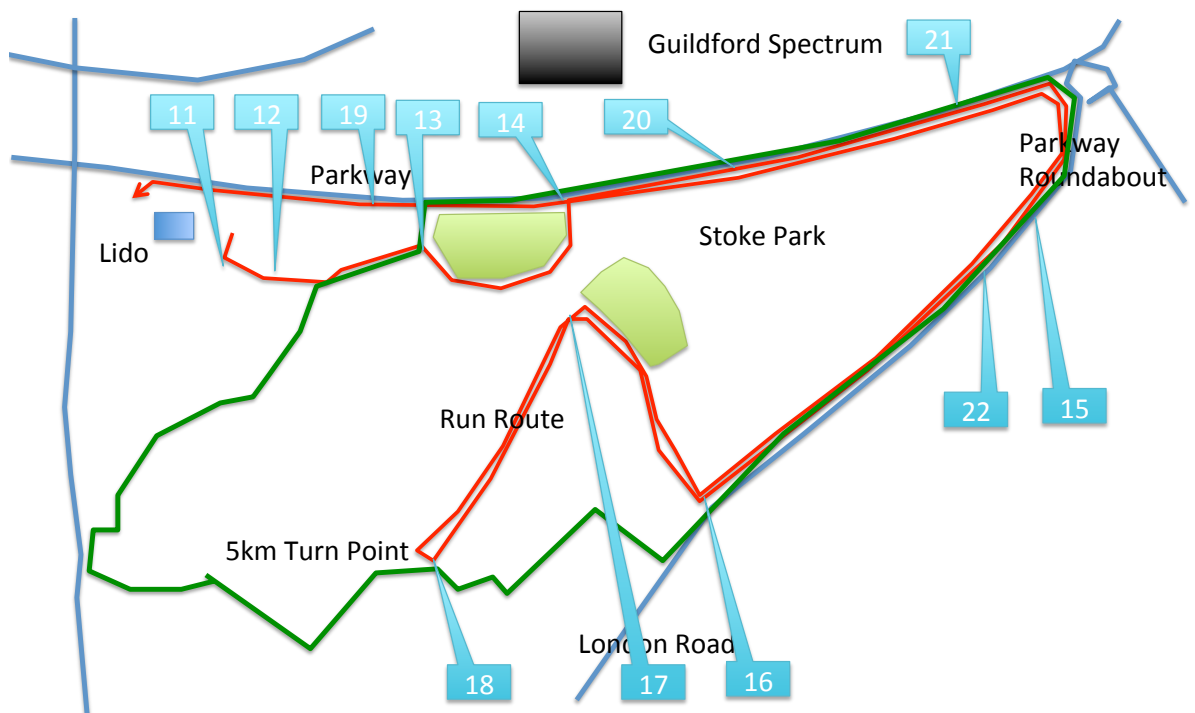 Guildford Spectrum
21
11
12
19
13
14
20
Parkway
Parkway
Roundabout
Lido
Stoke Park
Run Route
22
15
5km Turn Point
London Road
18
17
16